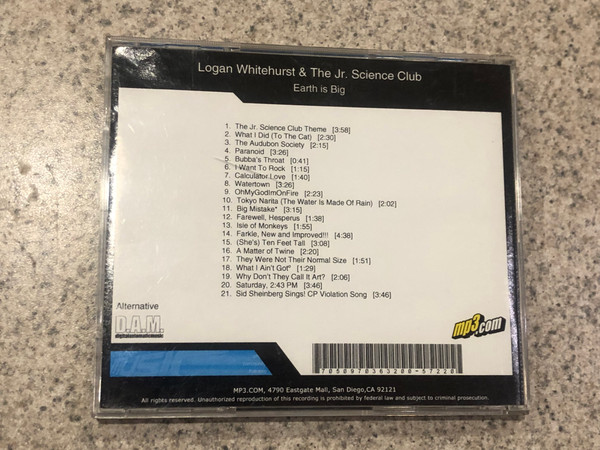 Logan Whitehurst & The Jr. Science Club
Earth is Big
1. The Jr. Science Club Theme [3:58]
2. What I Did (To The Cat) [2:30]
3. The Audubon Society [2:15]
4. Paranoid [3:26]
5. Bubba's Throat [0:41]
6. I Want To Rock [1:15]
7. Calculator Love [1:40]
8. Watertown [3:26]
9. OhMyGodImOnFire [2:23]
10. Tokyo Narita (The Water Is Made Of Rain) [2:02]
11. Big Mistake* [3:15]
12. Farewell, Hesperus [1:38]
13. Isle of Monkeys [1:55]
14. Farkle, New and Improved!!! [4:38]
15. (She's) Ten Feet Tall [3:08]
16. A Matter of Twine [2:20]
17. They Were Not Their Normal Size [1:51]
18. What I Ain't Got* [1:29]
19. Why Don't They Call It Art? [2:06]
20. Saturday, 2:43 PM [3:46]
21. Sid Sheinberg Sings! CP Violation Song [3:46]
Alternative
D.A.M.
mp3.com
MP3.COM, 4790 Eastgate Mall, San Diego,CA 92121
All rights reserved. Unauthorized reproduction of this recording is prohibited by federal law and subject to criminal prosecution.